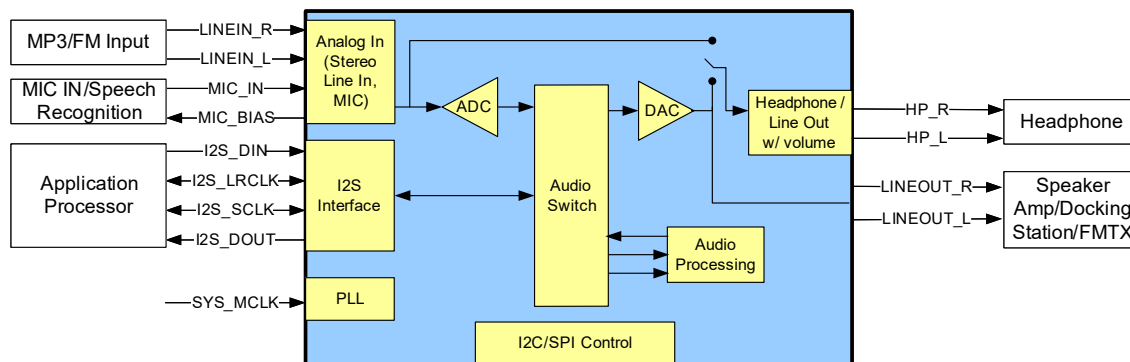 MP3/FM Input
LINEIN_R
LINEIN_L
MIC IN/Speech
Recognition
MIC_IN
MIC_BIAS
Application
Processor
I2S_DIN
I2S_LRCLK
I2S_SCLK
I2S_DOUT
SYS_MCLK
Analog In
(Stereo
Line In,
MIC)
ADC
I2S
Interface
PLL
Audio
Switch
DAC
Audio
Processing
I2C/SPI Control
Headphone /
Line Out
w/ volume
HP_R
HP_L
Headphone
LINEOUT_R
LINEOUT_L
Speaker
Amp/Docking
Station/FMTX